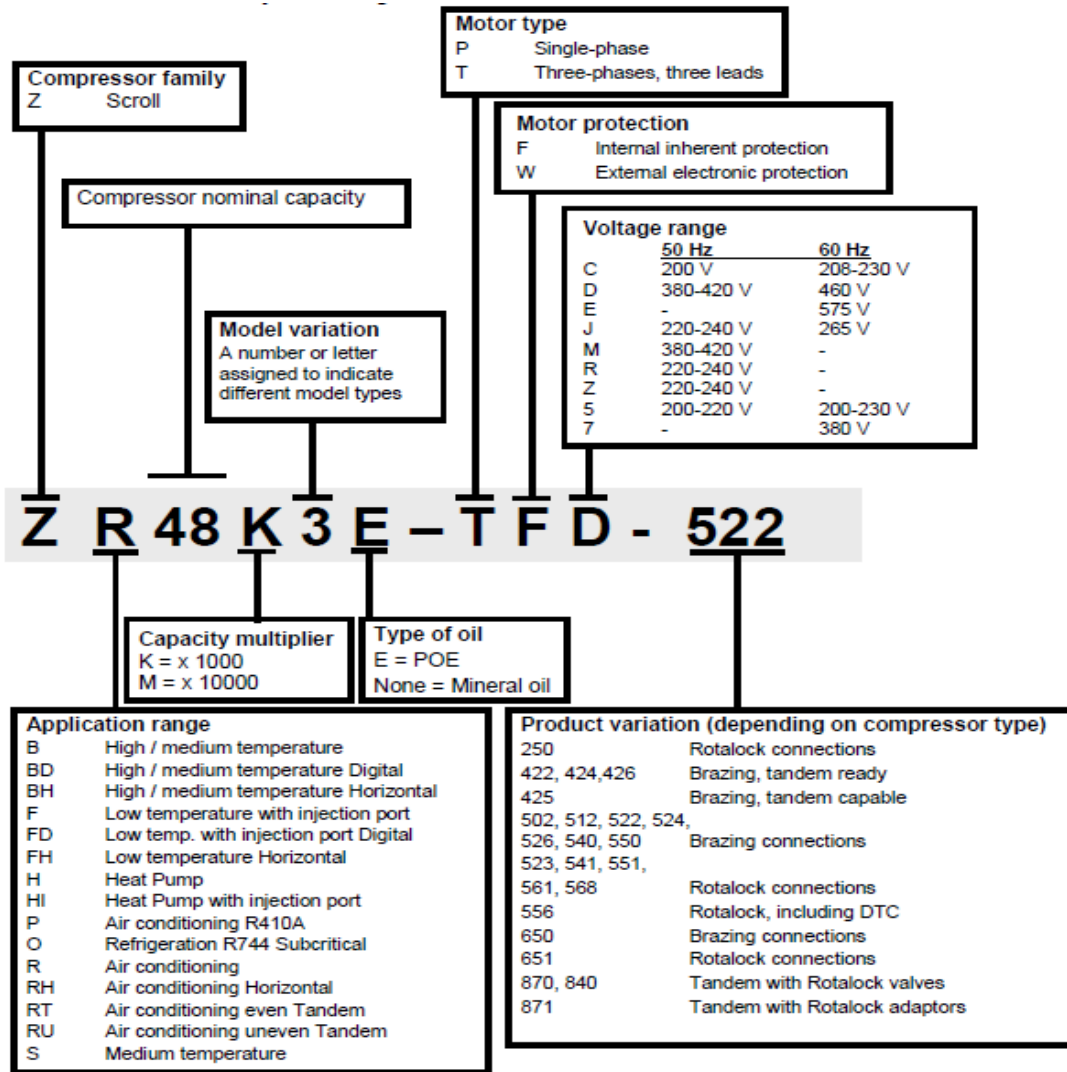 Motor type
P Single-phase
T Three-phases, three leads
Compressor family
Z Scroll
Motor protection
F Internal inherent protection
W External electronic protection
Compressor nominal capacity
Voltage range
50 Hz 60 Hz
C 200 V 208-230 V
D 380-420 V 460 V
E - 575 V
J 220-240 V 265 V
M 380-420 V -
R 220-240 V -
Z 220-240 V -
5 200-220 V 200-230 V
7 - 380 V
Model variation
A number or letter
assigned to indicate
different model types
Z R 48 K 3 E – T F D - 522
Capacity multiplier
K = x 1000
M = x 10000
Type of oil
E = POE
None = Mineral oil
Application range
B High / medium temperature
BD High / medium temperature Digital
BH High / medium temperature Horizontal
F Low temperature with injection port
FD Low temp. with injection port Digital
FH Low temperature Horizontal
H Heat Pump
HI Heat Pump with injection port
P Air conditioning R410A
O Refrigeration R744 Subcritical
R Air conditioning
RH Air conditioning Horizontal
RT Air conditioning even Tandem
RU Air conditioning uneven Tandem
S Medium temperature
Product variation (depending on compressor type)
250 Rotalock connections
422, 424,426 Brazing, tandem ready
425 Brazing, tandem capable
502, 512, 522, 524,
526, 540, 550 Brazing connections
523, 541, 551,
561, 568 Rotalock connections
556 Rotalock, including DTC
650 Brazing connections
651 Rotalock connections
870, 840 Tandem with Rotalock valves
871 Tandem with Rotalock adaptors